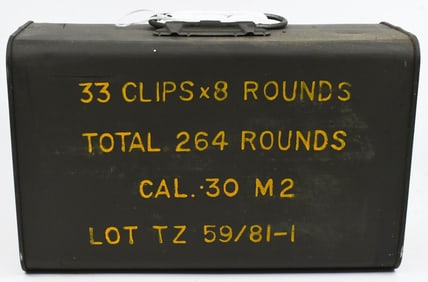 33 CLIPS x 8 ROUNDS
TOTAL 264 ROUNDS
CAL. .30 M2
LOT TZ 59/81-1